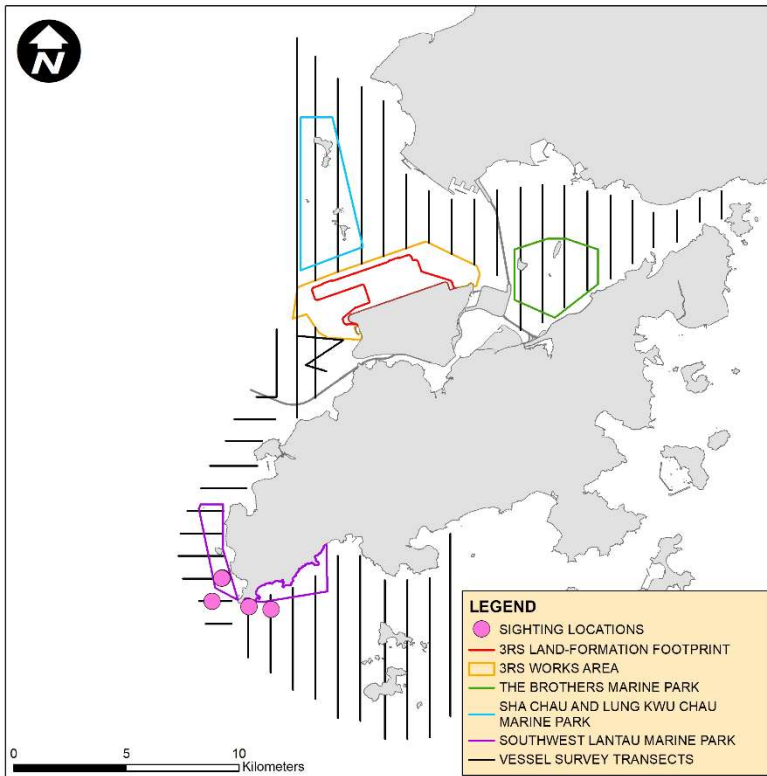 N
LEGEND
SIGHTING LOCATIONS
3RS LAND-FORMATION FOOTPRINT
3RS WORKS AREA
THE BROTHERS MARINE PARK
SHA CHAU AND LUNG KWU CHAU
MARINE PARK
SOUTHWEST LANTAU MARINE PARK
VESSEL SURVEY TRANSECTS
0 5 10
Kilometers